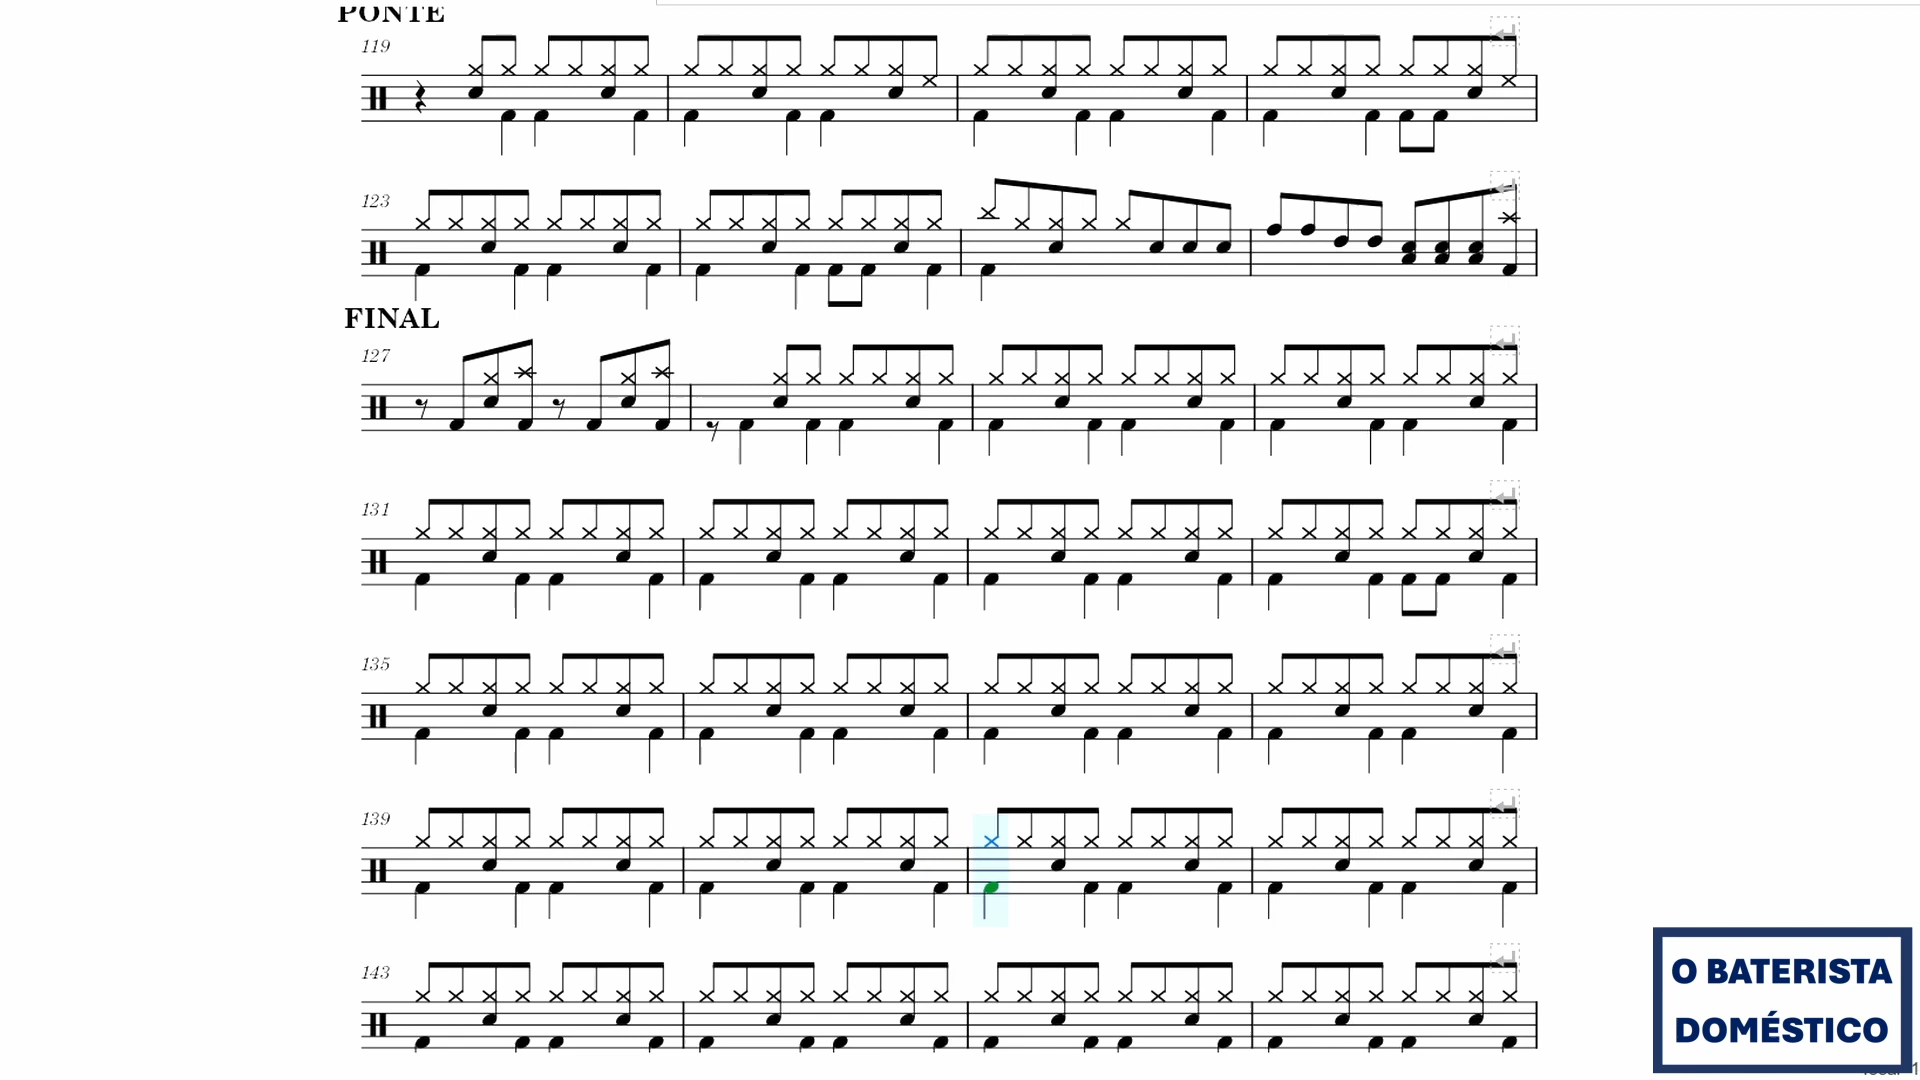 PONTE
119
123
FINAL
127
131
135
139
143
O BATERISTA
DOMÉSTICO